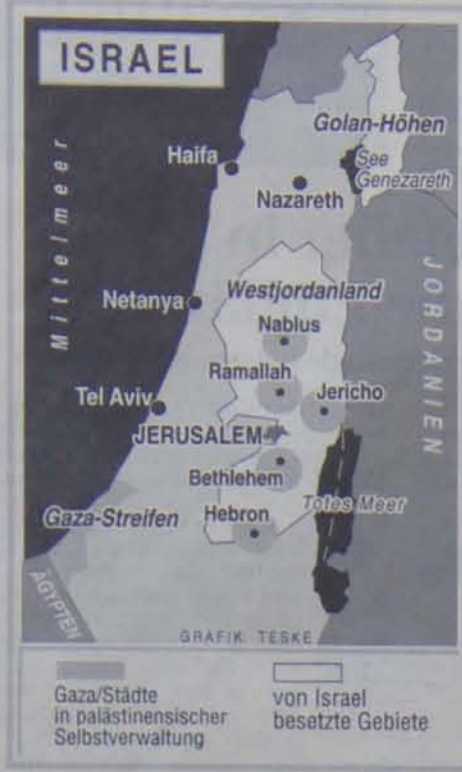 ISRAEL
Golan-Höhen
See
Genezareth
Haifa
Nazareth
Mittelmeer
JORDANIEN
Westjordanland
Netanya
Nablus
Ramallah
Jericho
Tel Aviv
JERUSALEM
Bethlehem
Totes Meer
Gaza-Streifen
Hebron
ÄGYPTEN
GRAFIK TESKE
Gaza/Städte
in palästinensischer
Selbstverwaltung
von Israel
besetzte Gebiete